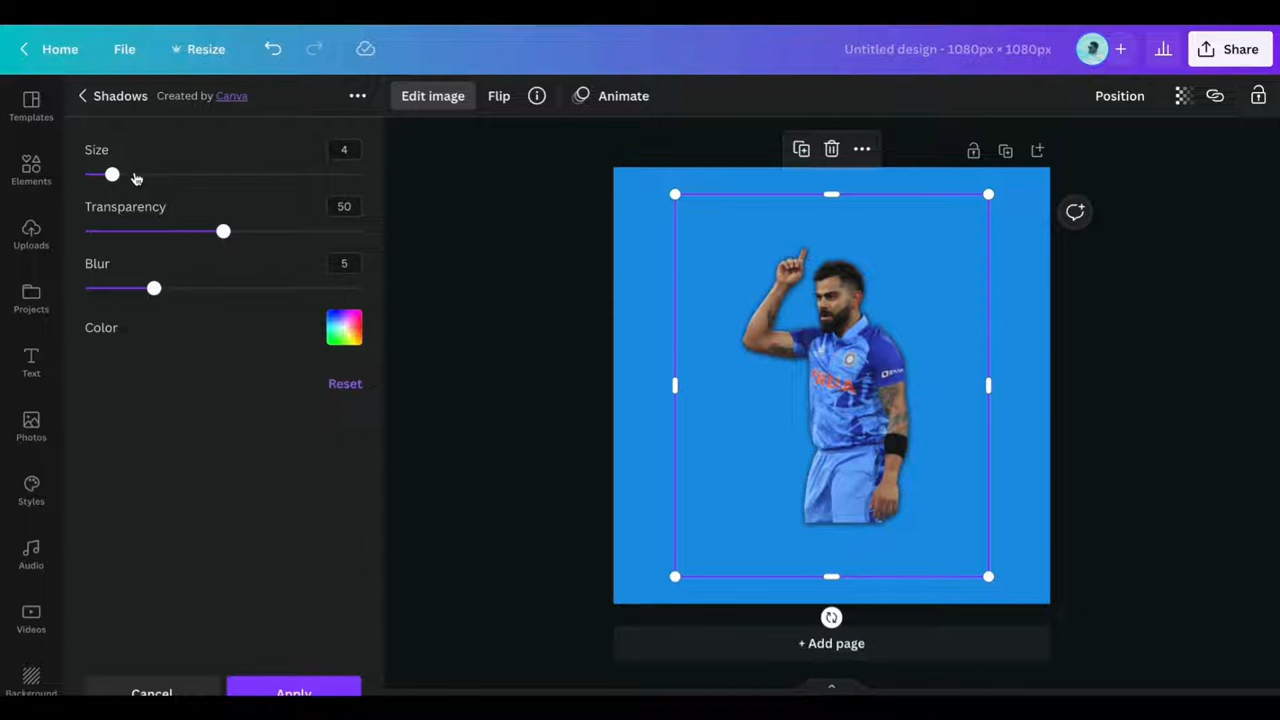 Home File Resize Untitled design - 1080px × 1080px + Share
Shadows Created by Canva Edit image Flip Animate Position
Templates
Elements
Uploads
Projects
Text
Photos
Styles
Audio
Videos
Background
Size 4
Transparency 50
Blur 5
Color
Reset
Cancel Apply
INDIA
+ Add page